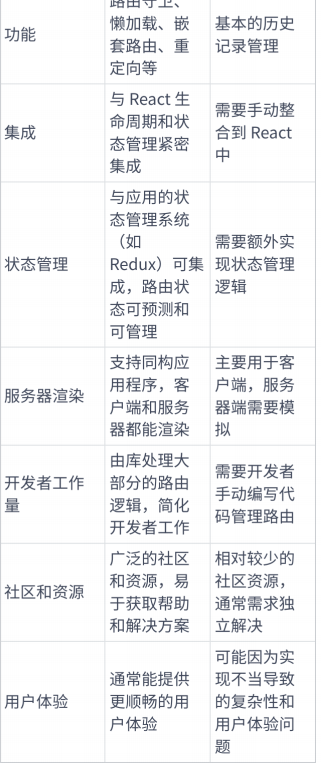 路由守卫、
懒加载、嵌
套路由、重
定向等
功能
基本的历史
记录管理
集成
与 React 生
命周期和状
态管理紧密
集成
需要手动整
合到 React
中
状态管理
与应用的状
态管理系统
（如
Redux）可集
成，路由状
态可预测和
可管理
需要额外实
现状态管理
逻辑
服务器渲染
支持同构应
用程序，客
户端和服务
器都能渲染
主要用于客
户端，服务
器端需要模
拟
开发者工作
量
由库处理大
部分的路由
逻辑，简化
开发者工作
需要开发者
手动编写代
码管理路由
社区和资源
广泛的社区
和资源，易
于获取帮助
和解决方案
相对较少的
社区资源，
通常需求独
立解决
用户体验
通常能提供
更顺畅的用
户体验
可能因为实
现不当导致
的复杂性和
用户体验问
题